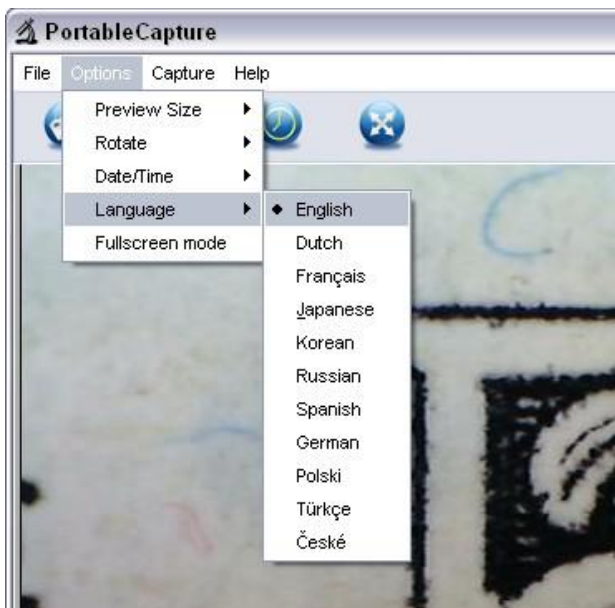 PortableCapture
File Options Capture Help
Preview Size
Rotate
Date/Time
Language
Fullscreen mode
English
Dutch
Français
Japanese
Korean
Russian
Spanish
German
Polski
Türkçe
České